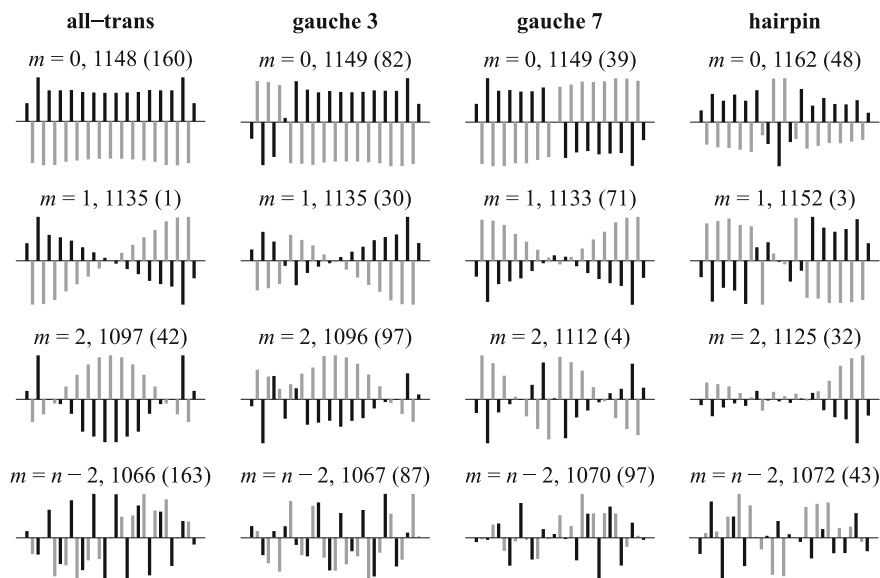 all−trans gauche 3 gauche 7 hairpin
m = 0, 1148 (160) m = 0, 1149 (82) m = 0, 1149 (39) m = 0, 1162 (48)
m = 1, 1135 (1) m = 1, 1135 (30) m = 1, 1133 (71) m = 1, 1152 (3)
m = 2, 1097 (42) m = 2, 1096 (97) m = 2, 1112 (4) m = 2, 1125 (32)
m = n − 2, 1066 (163) m = n − 2, 1067 (87) m = n − 2, 1070 (97) m = n − 2, 1072 (43)